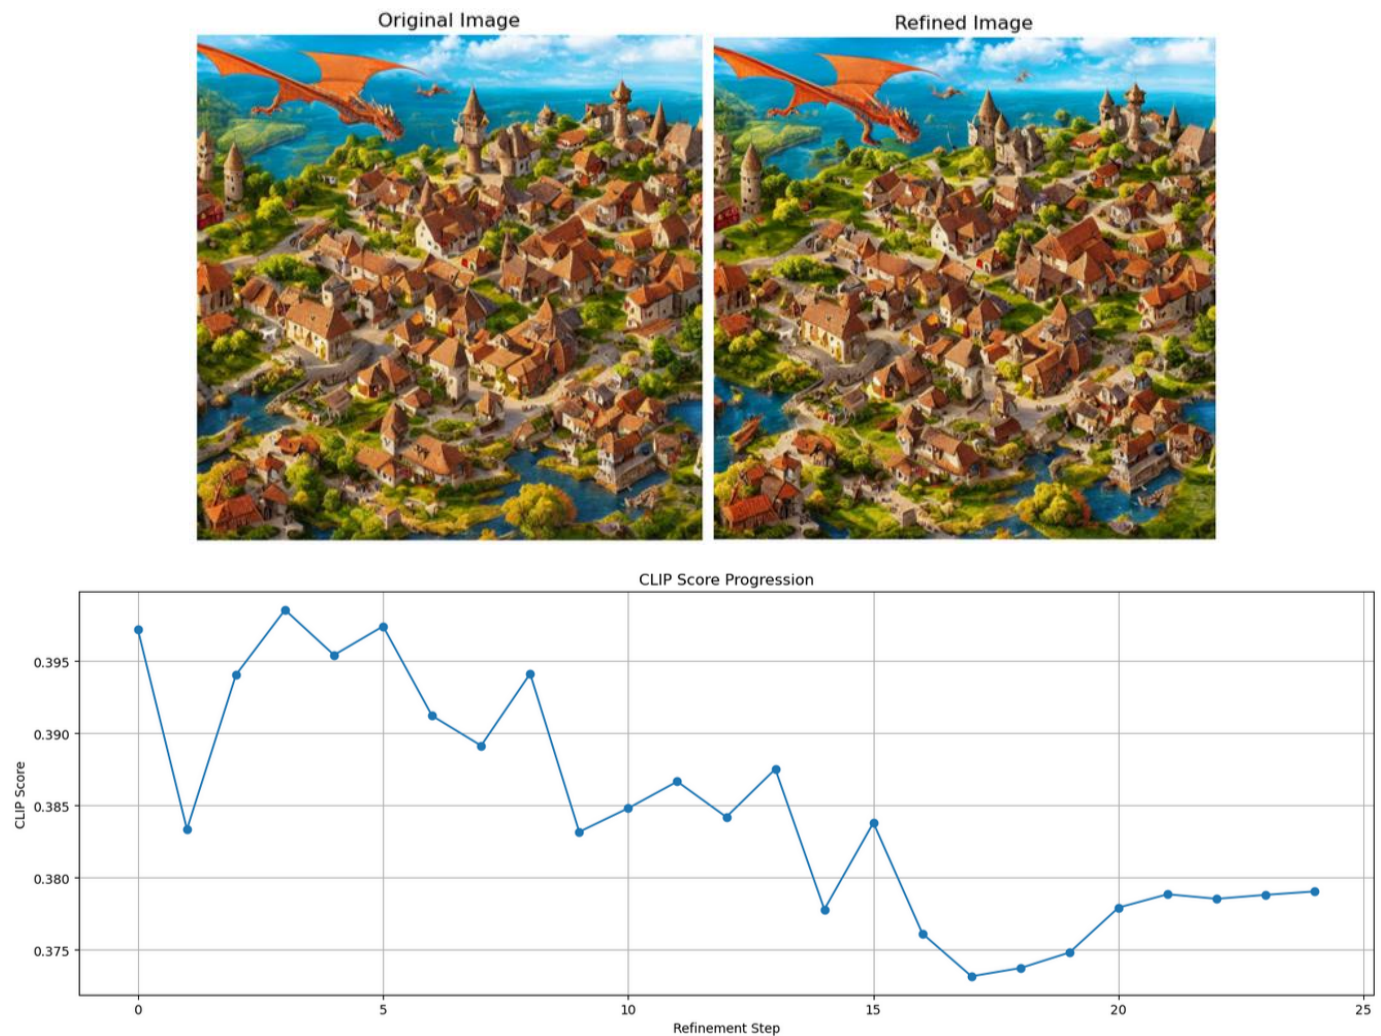 Original Image
Refined Image
CLIP Score Progression
CLIP Score
0.395
0.390
0.385
0.380
0.375
0 5 10 15 20 25
Refinement Step